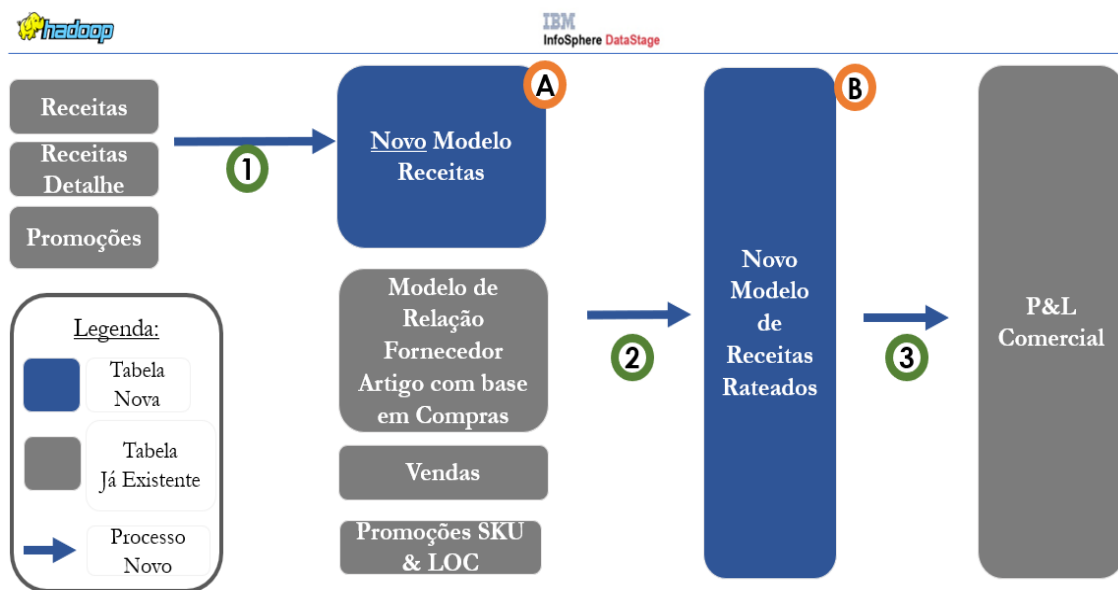 hadoop
IBM
InfoSphere DataStage
Receitas
Receitas
Detalhe
Promoções
1
Novo Modelo
Receitas
A
Modelo de
Relação
Fornecedor
Artigo com base
em Compras
Vendas
Promoções SKU
& LOC
2
Novo
Modelo
de
Receitas
Rateados
B
3
P&L
Comercial
Legenda:
Tabela
Nova
Tabela
Já Existente
Processo
Novo